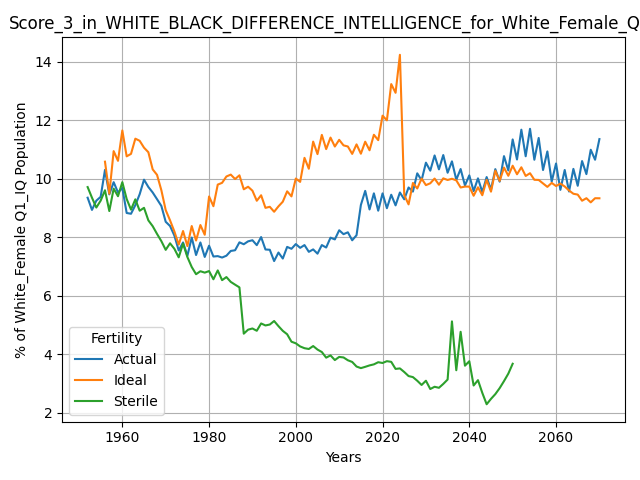 Score_3_in_WHITE_BLACK_DIFFERENCE_INTELLIGENCE_for_White_Female_Q
% of White_Female Q1_IQ Population
14
12
10
8
6
4
2
Fertility
Actual
Ideal
Sterile
1960 1980 2000 2020 2040 2060
Years